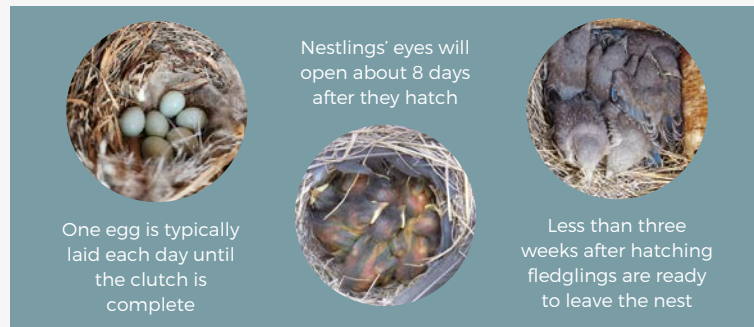 One egg is typically
laid each day until
the clutch is
complete
Nestlings’ eyes will
open about 8 days
after they hatch
Less than three
weeks after hatching
fledglings are ready
to leave the nest